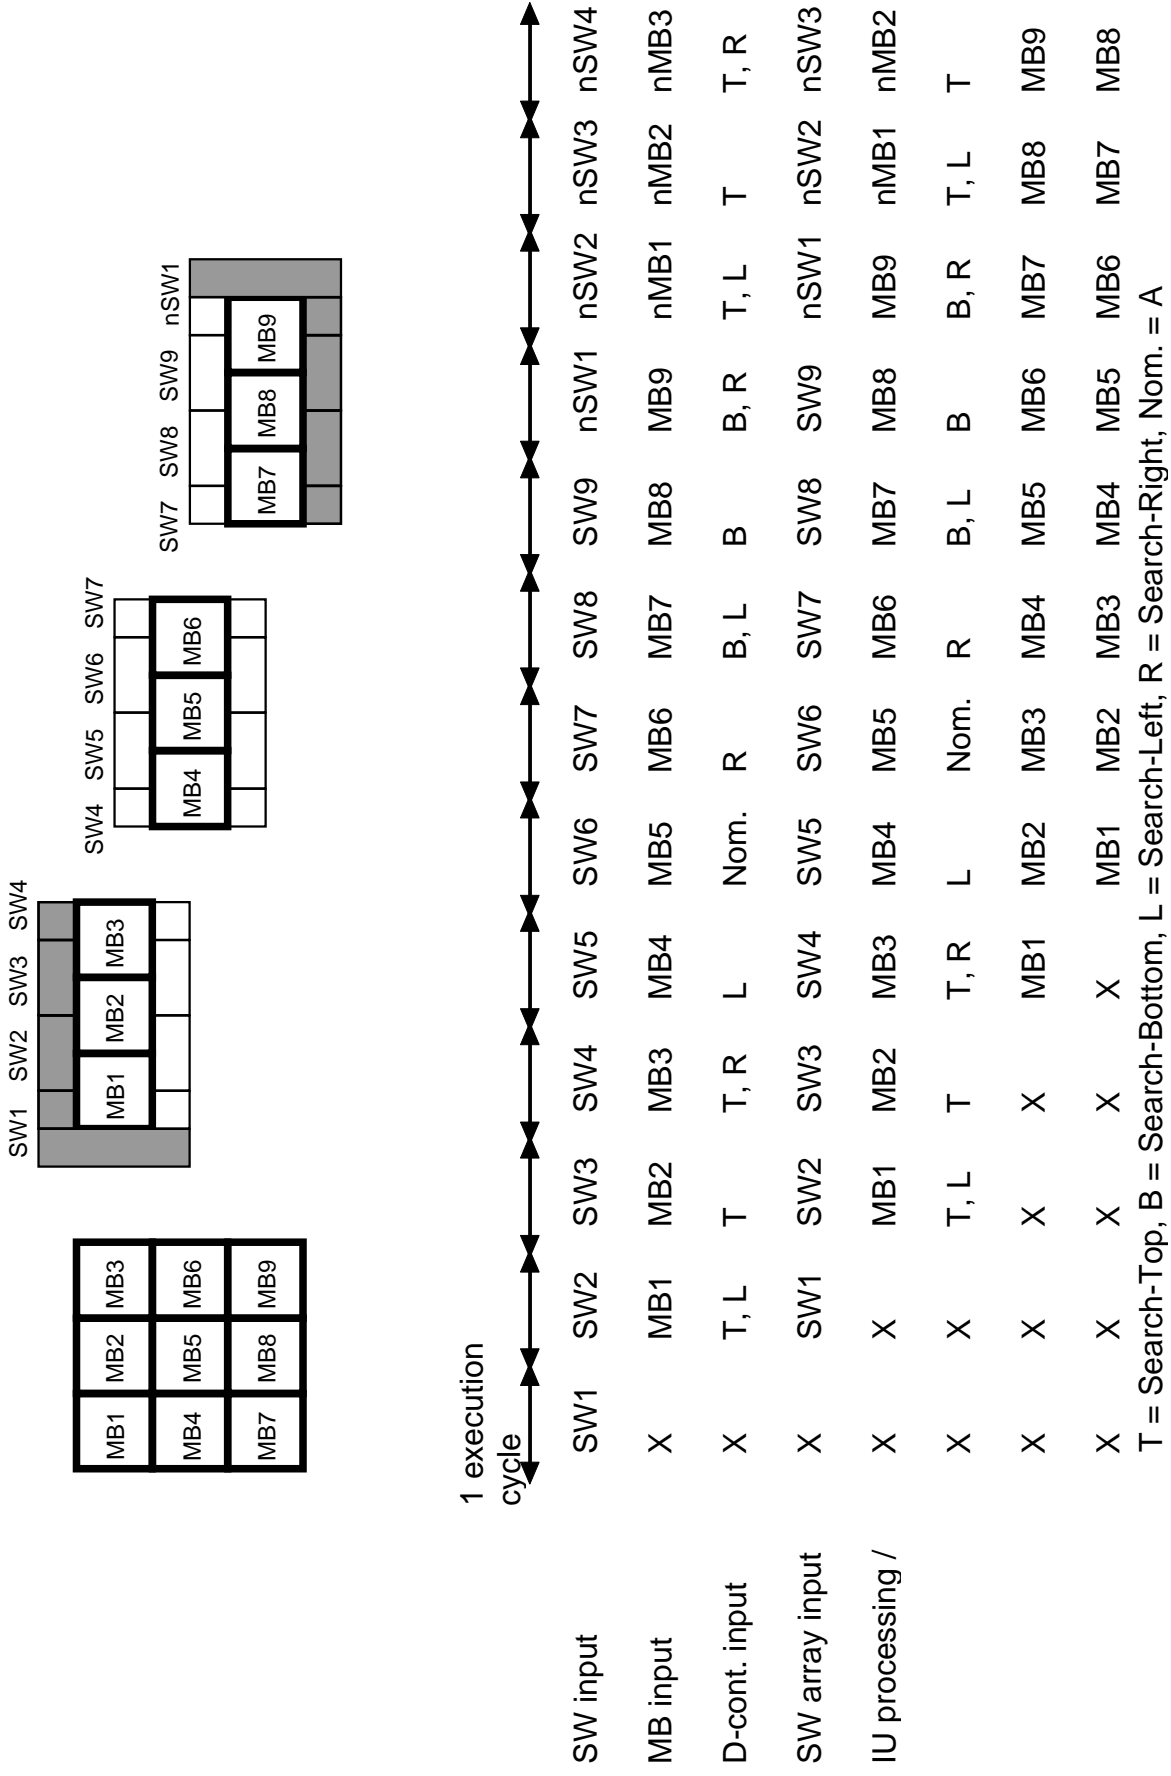 MB1 MB2 MB3
MB4 MB5 MB6
MB7 MB8 MB9
SW1 SW2 SW3 SW4
MB1 MB2 MB3
SW4 SW5 SW6 SW7
MB4 MB5 MB6
SW7 SW8 SW9 nSW1
MB7 MB8 MB9
1 execution
cycle
SW input SW1 SW2 SW3 SW4 SW5 SW6 SW7 SW8 SW9 nSW1 nSW2 nSW3 nSW4
MB input X MB1 MB2 MB3 MB4 MB5 MB6 MB7 MB8 MB9 nMB1 nMB2 nMB3
D-cont. input X T, L T T, R L Nom. R B, L B B, R T, L T T, R
SW array input X SW1 SW2 SW3 SW4 SW5 SW6 SW7 SW8 SW9 nSW1 nSW2 nSW3
IU processing / X X MB1 MB2 MB3 MB4 MB5 MB6 MB7 MB8 MB9 nMB1 nMB2
X X T, L T T, R L Nom. R B, L B B, R T, L T
X X X X MB1 MB2 MB3 MB4 MB5 MB6 MB7 MB8 MB9
X X X X X MB1 MB2 MB3 MB4 MB5 MB6 MB7 MB8
T = Search-Top, B = Search-Bottom, L = Search-Left, R = Search-Right, Nom. = A